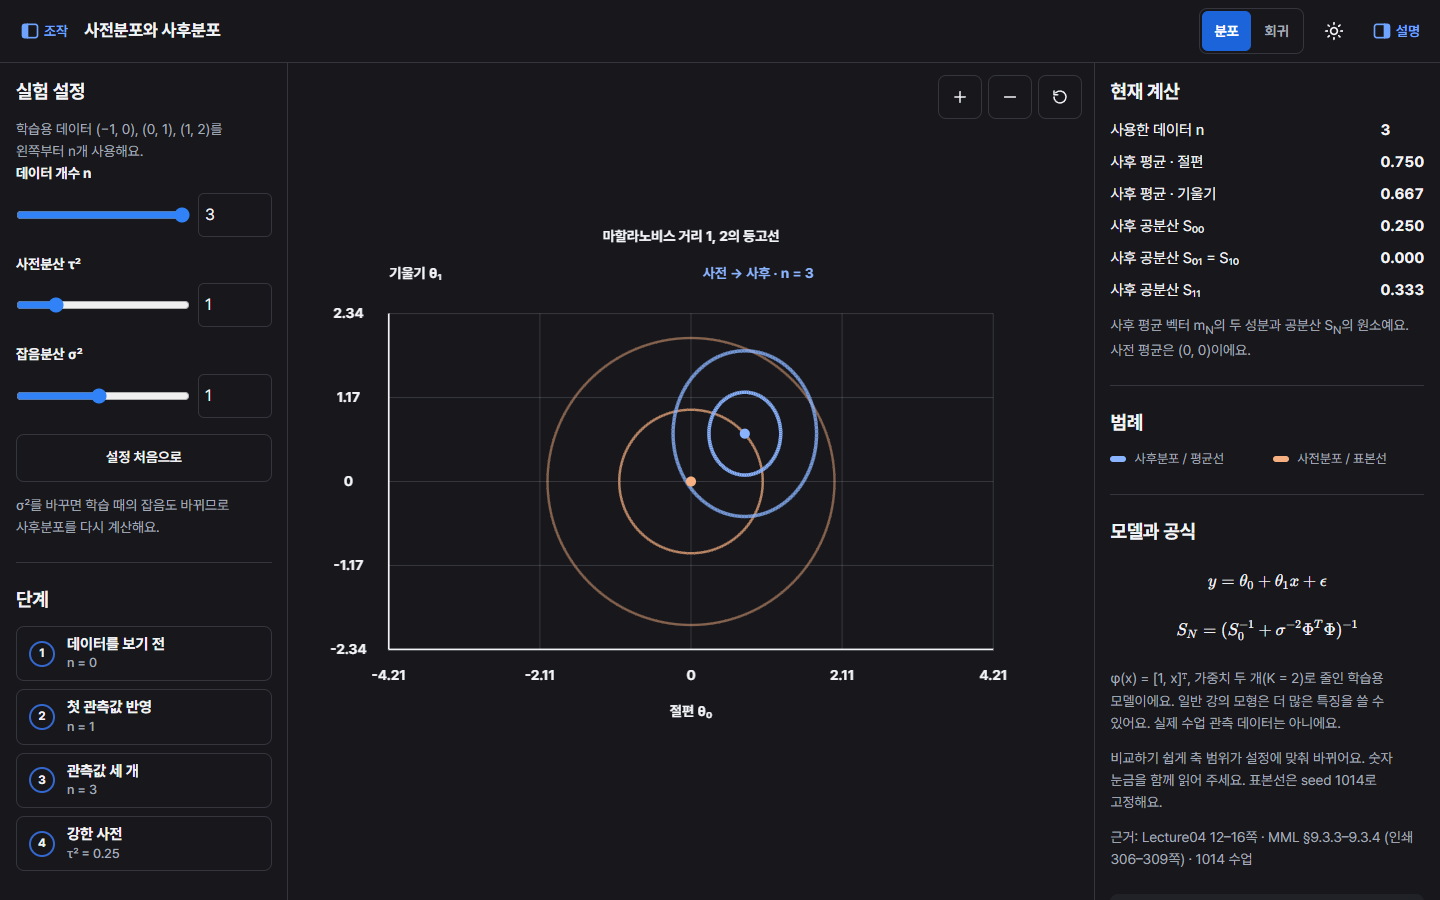 조작
사전분포와 사후분포
분포
회귀
설명
실험 설정
학습용 데이터 (−1, 0), (0, 1), (1, 2)를
왼쪽부터 n개 사용해요.
데이터 개수 n
3
사전분산 τ²
1
잡음분산 σ²
1
설정 처음으로
σ²를 바꾸면 학습 때의 잡음도 바뀌므로
사후분포를 다시 계산해요.
단계
1
데이터를 보기 전
n = 0
2
첫 관측값 반영
n = 1
3
관측값 세 개
n = 3
4
강한 사전
τ² = 0.25
마할라노비스 거리 1, 2의 등고선
기울기 θ₁
사전 → 사후 · n = 3
2.34
1.17
0
-1.17
-2.34
-4.21
-2.11
0
2.11
4.21
절편 θ₀
현재 계산
사용한 데이터 n 3
사후 평균 · 절편 0.750
사후 평균 · 기울기 0.667
사후 공분산 S₀₀ 0.250
사후 공분산 S₀₁ = S₁₀ 0.000
사후 공분산 S₁₁ 0.333
사후 평균 벡터 m_N의 두 성분과 공분산 S_N의 원소예요.
사전 평균은 (0, 0)이에요.
범례
사후분포 / 평균선
사전분포 / 표본선
모델과 공식
y = θ₀ + θ₁x + ϵ
S_N = (S₀⁻¹ + σ⁻²Φᵀ Φ)⁻¹
φ(x) = [1, x]ᵀ, 가중치 두 개(K = 2)로 줄인 학습용
모델이에요. 일반 강의 모형은 더 많은 특징을 쓸 수
있어요. 실제 수업 관측 데이터는 아니에요.
비교하기 쉽게 축 범위가 설정에 맞춰 바뀌어요. 숫자
눈금을 함께 읽어 주세요. 표본선은 seed 1014로
고정해요.
근거: Lecture04 12–16쪽 · MML §9.3.3–9.3.4 (인쇄
306–309쪽) · 1014 수업